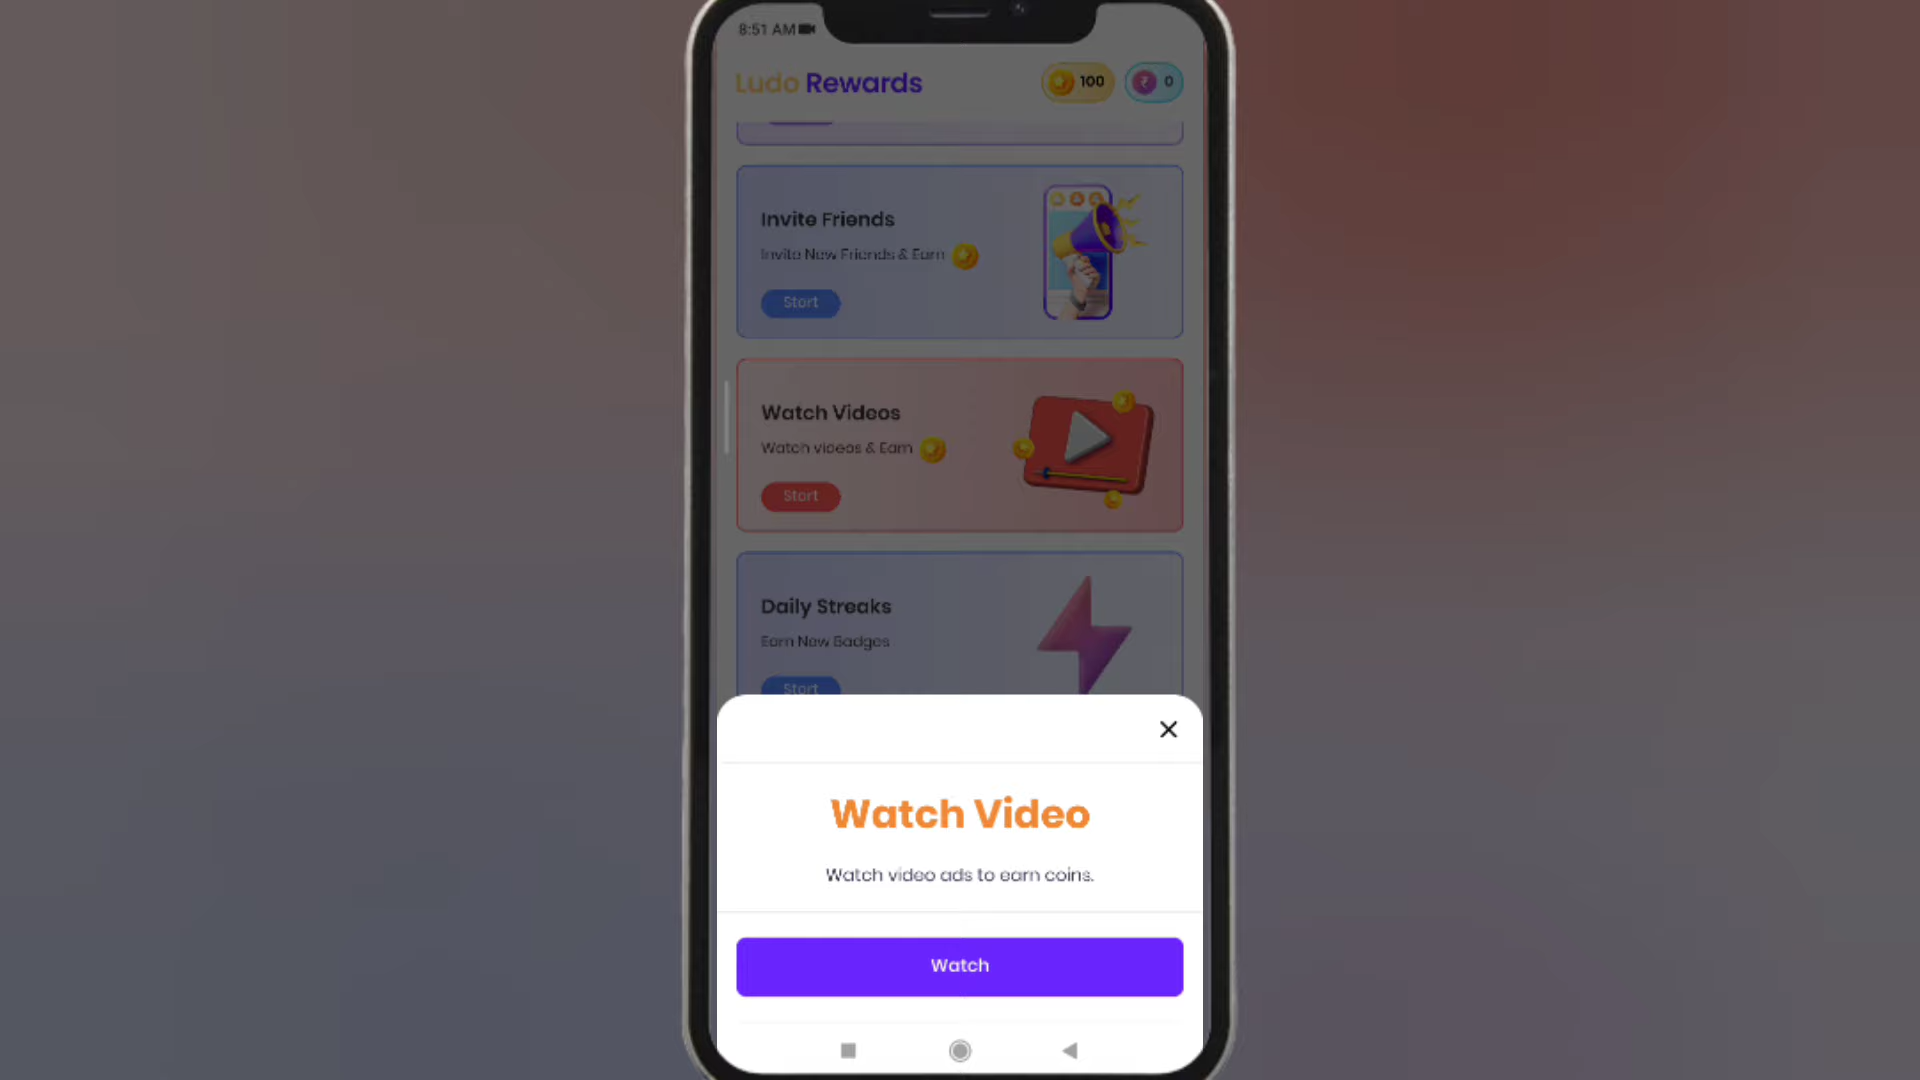 8:51 AM
Ludo Rewards
100
0
Invite Friends
Invite New Friends & Earn
Start
Watch Videos
Watch videos & Earn
Start
Daily Streaks
Earn New Badges
Start
Watch Video
Watch video ads to earn coins.
Watch